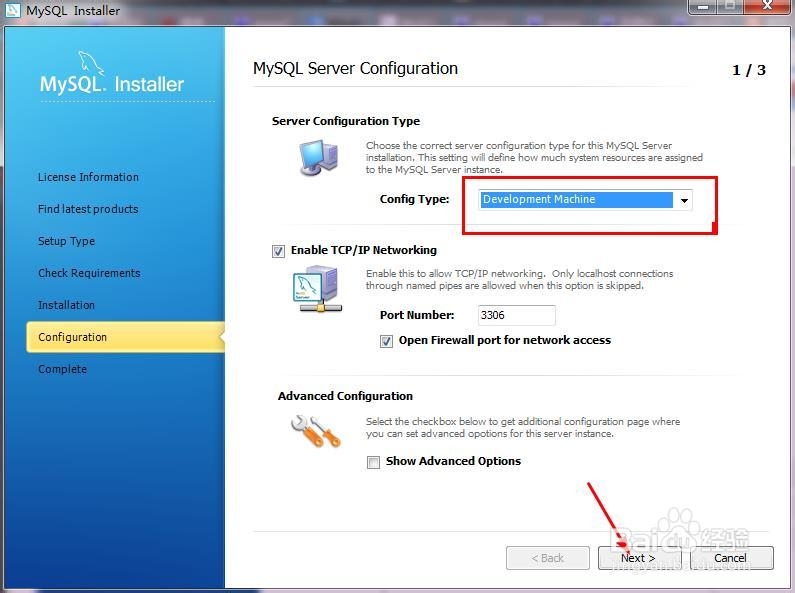 MySQL Installer
MySQL. Installer
License Information
Find latest products
Setup Type
Check Requirements
Installation
Configuration
Complete
MySQL Server Configuration
1 / 3
Server Configuration Type
Choose the correct server configuration type for this MySQL Server
installation. This setting will define how much system resources are assigned
to the MySQL Server instance.
Config Type:
Development Machine
Enable TCP/IP Networking
Enable this to allow TCP/IP networking. Only localhost connections
through named pipes are allowed when this option is skipped.
Port Number:
3306
Open Firewall port for network access
Advanced Configuration
Select the checkbox below to get additional configuration page where
you can set advanced opotions for this server instance.
Show Advanced Options
< Back
Next >
Cancel
Baidu经验
jingyan.baidu.com